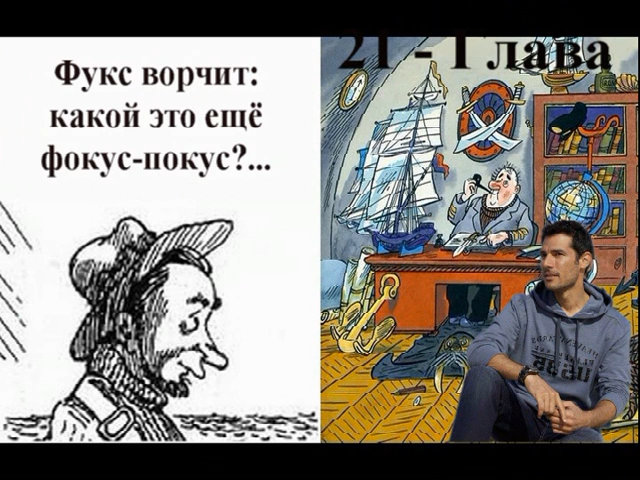 Фукс ворчит:
какой это ещё
фокус-покус?...
21 - Глава